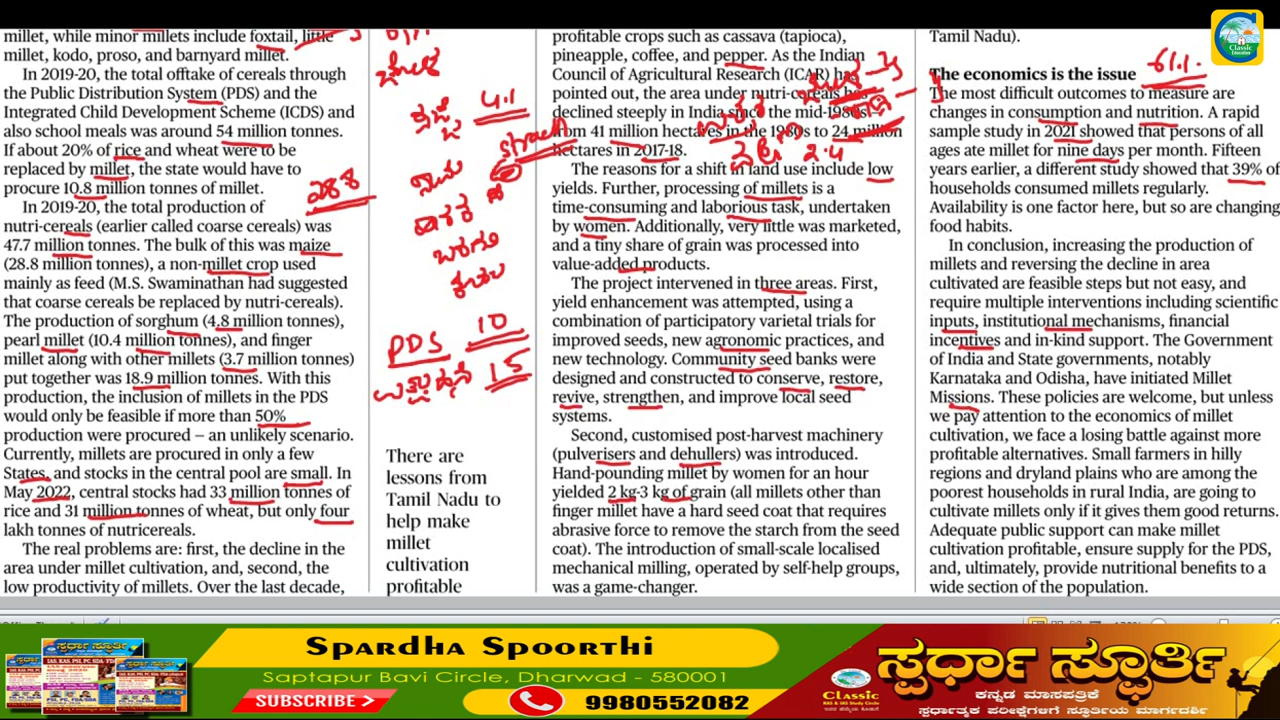 millet, while minor millets include foxtail, little
millet, kodo, proso, and barnyard millet.
In 2019-20, the total offtake of cereals through
the Public Distribution System (PDS) and the
Integrated Child Development Scheme (ICDS) and
also school meals was around 54 million tonnes.
If about 20% of rice and wheat were to be
replaced by millet, the state would have to
procure 10.8 million tonnes of millet.
In 2019-20, the total production of
nutri-cereals (earlier called coarse cereals) was
47.7 million tonnes. The bulk of this was maize
(28.8 million tonnes), a non-millet crop used
mainly as feed (M.S. Swaminathan had suggested
that coarse cereals be replaced by nutri-cereals).
The production of sorghum (4.8 million tonnes),
pearl millet (10.4 million tonnes), and finger
millet along with other millets (3.7 million tonnes)
put together was 18.9 million tonnes. With this
production, the inclusion of millets in the PDS
would only be feasible if more than 50%
production were procured – an unlikely scenario.
Currently, millets are procured in only a few
States, and stocks in the central pool are small. In
May 2022, central stocks had 33 million tonnes of
rice and 31 million tonnes of wheat, but only four
lakh tonnes of nutricereals.
The real problems are: first, the decline in the
area under millet cultivation, and, second, the
low productivity of millets. Over the last decade,
28.8
4.1
PDS 10
15
There are
lessons from
Tamil Nadu to
help make
millet
cultivation
profitable
profitable crops such as cassava (tapioca),
pineapple, coffee, and pepper. As the Indian
Council of Agricultural Research (ICAR) has
pointed out, the area under nutri-cereals has
declined steeply in India since the mid-1980s
from 41 million hectares in the 1980s to 24 million
hectares in 2017-18.
The reasons for a shift in land use include low
yields. Further, processing of millets is a
time-consuming and laborious task, undertaken
by women. Additionally, very little was marketed,
and a tiny share of grain was processed into
value-added products.
The project intervened in three areas. First,
yield enhancement was attempted, using a
combination of participatory varietal trials for
improved seeds, new agronomic practices, and
new technology. Community seed banks were
designed and constructed to conserve, restore,
revive, strengthen, and improve local seed
systems.
Second, customised post-harvest machinery
(pulverisers and dehullers) was introduced.
Hand-pounding millet by women for an hour
yielded 2 kg-3 kg of grain (all millets other than
finger millet have a hard seed coat that requires
abrasive force to remove the starch from the seed
coat). The introduction of small-scale localised
mechanical milling, operated by self-help groups,
was a game-changer.
2.4
Tamil Nadu).
61.1.
The economics is the issue
The most difficult outcomes to measure are
changes in consumption and nutrition. A rapid
sample study in 2021 showed that persons of all
ages ate millet for nine days per month. Fifteen
years earlier, a different study showed that 39% of
households consumed millets regularly.
Availability is one factor here, but so are changing
food habits.
In conclusion, increasing the production of
millets and reversing the decline in area
cultivated are feasible steps but not easy, and
require multiple interventions including scientific
inputs, institutional mechanisms, financial
incentives and in-kind support. The Government
of India and State governments, notably
Karnataka and Odisha, have initiated Millet
Missions. These policies are welcome, but unless
we pay attention to the economics of millet
cultivation, we face a losing battle against more
profitable alternatives. Small farmers in hilly
regions and dryland plains who are among the
poorest households in rural India, are going to
cultivate millets only if it gives them good returns.
Adequate public support can make millet
cultivation profitable, ensure supply for the PDS,
and, ultimately, provide nutritional benefits to a
wide section of the population.
Classic
Education
Spardha Spoorthi
Saptapur Bavi Circle, Dharwad - 580001
SUBSCRIBE
9980552082
ಸ್ಪರ್ಧಾ ಸ್ಫೂರ್ತಿ
ಕನ್ನಡ ಮಾಸಪತ್ರಿಕೆ
ಸ್ಪರ್ಧಾತ್ಮಕ ಪರೀಕ್ಷೆಗಳಿಗೆ ಸ್ಫೂರ್ತಿಯ ಮಾರ್ಗದರ್ಶಿ
Classic
KAS & IAS Study Circle